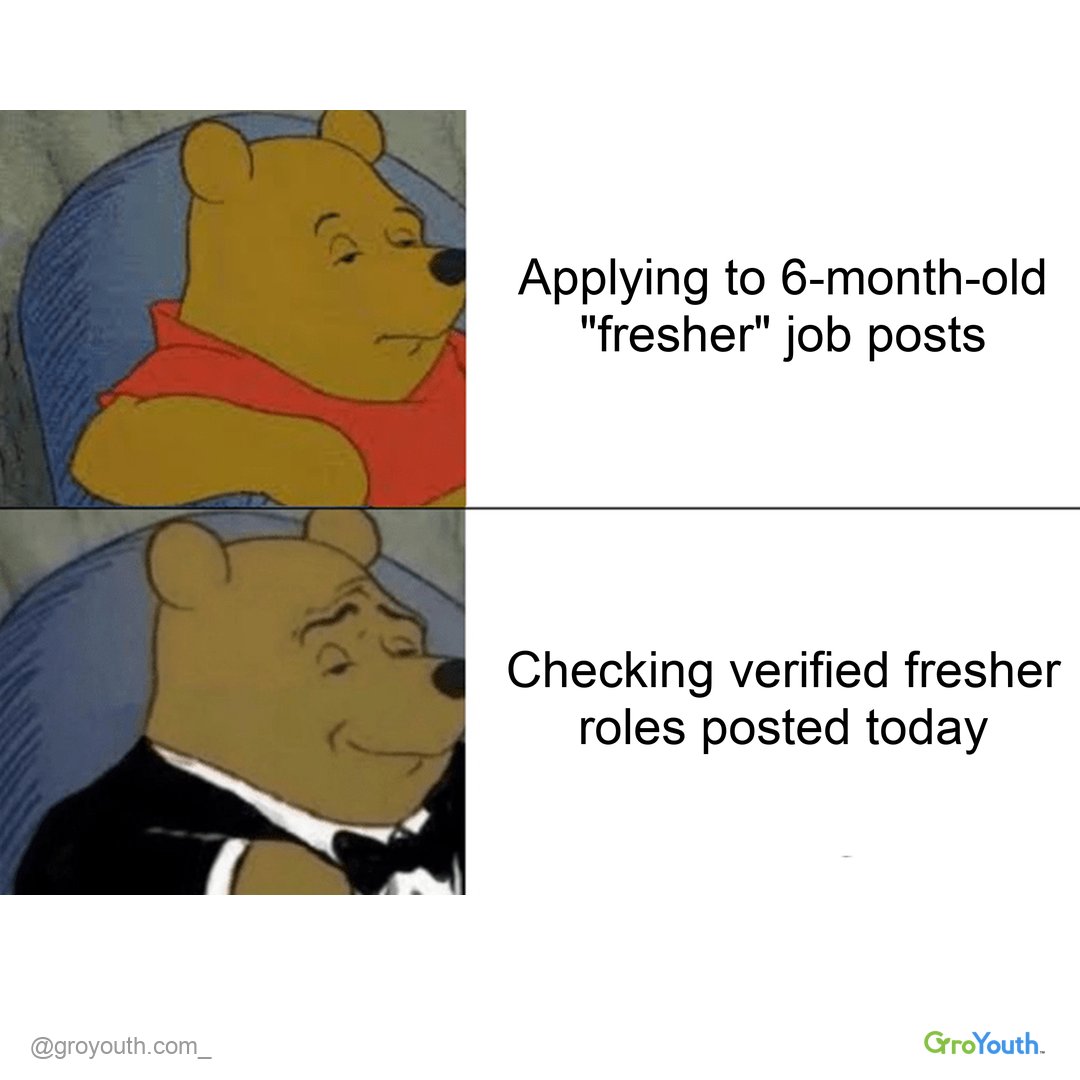 Applying to 6-month-old
"fresher" job posts
Checking verified fresher
roles posted today
@groyouth.com_
GroYouth